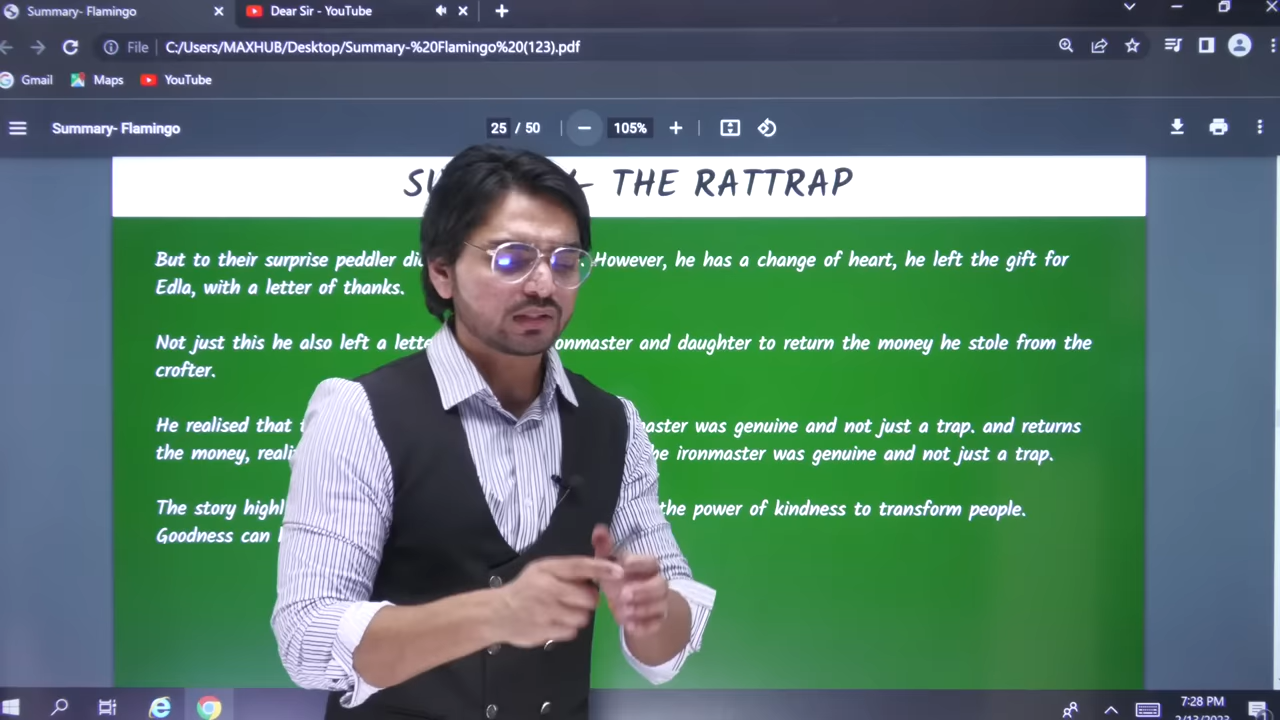 Summary- Flamingo
Dear Sir - YouTube
File C:/Users/MAXHUB/Desktop/Summary-%20Flamingo%20(123).pdf
Gmail Maps YouTube
Summary- Flamingo 25 / 50 105%
THE RATTRAP
But to their surprise peddler However, he has a change of heart, he left the gift for
Edla, with a letter of thanks.
Not just this he also left a and daughter to return the money he stole from the
crofter.
He realised that was genuine and not just a trap. and returns
the money, ironmaster was genuine and not just a trap.
The story the power of kindness to transform people.
Goodness can
7:28 PM
2/13/2023